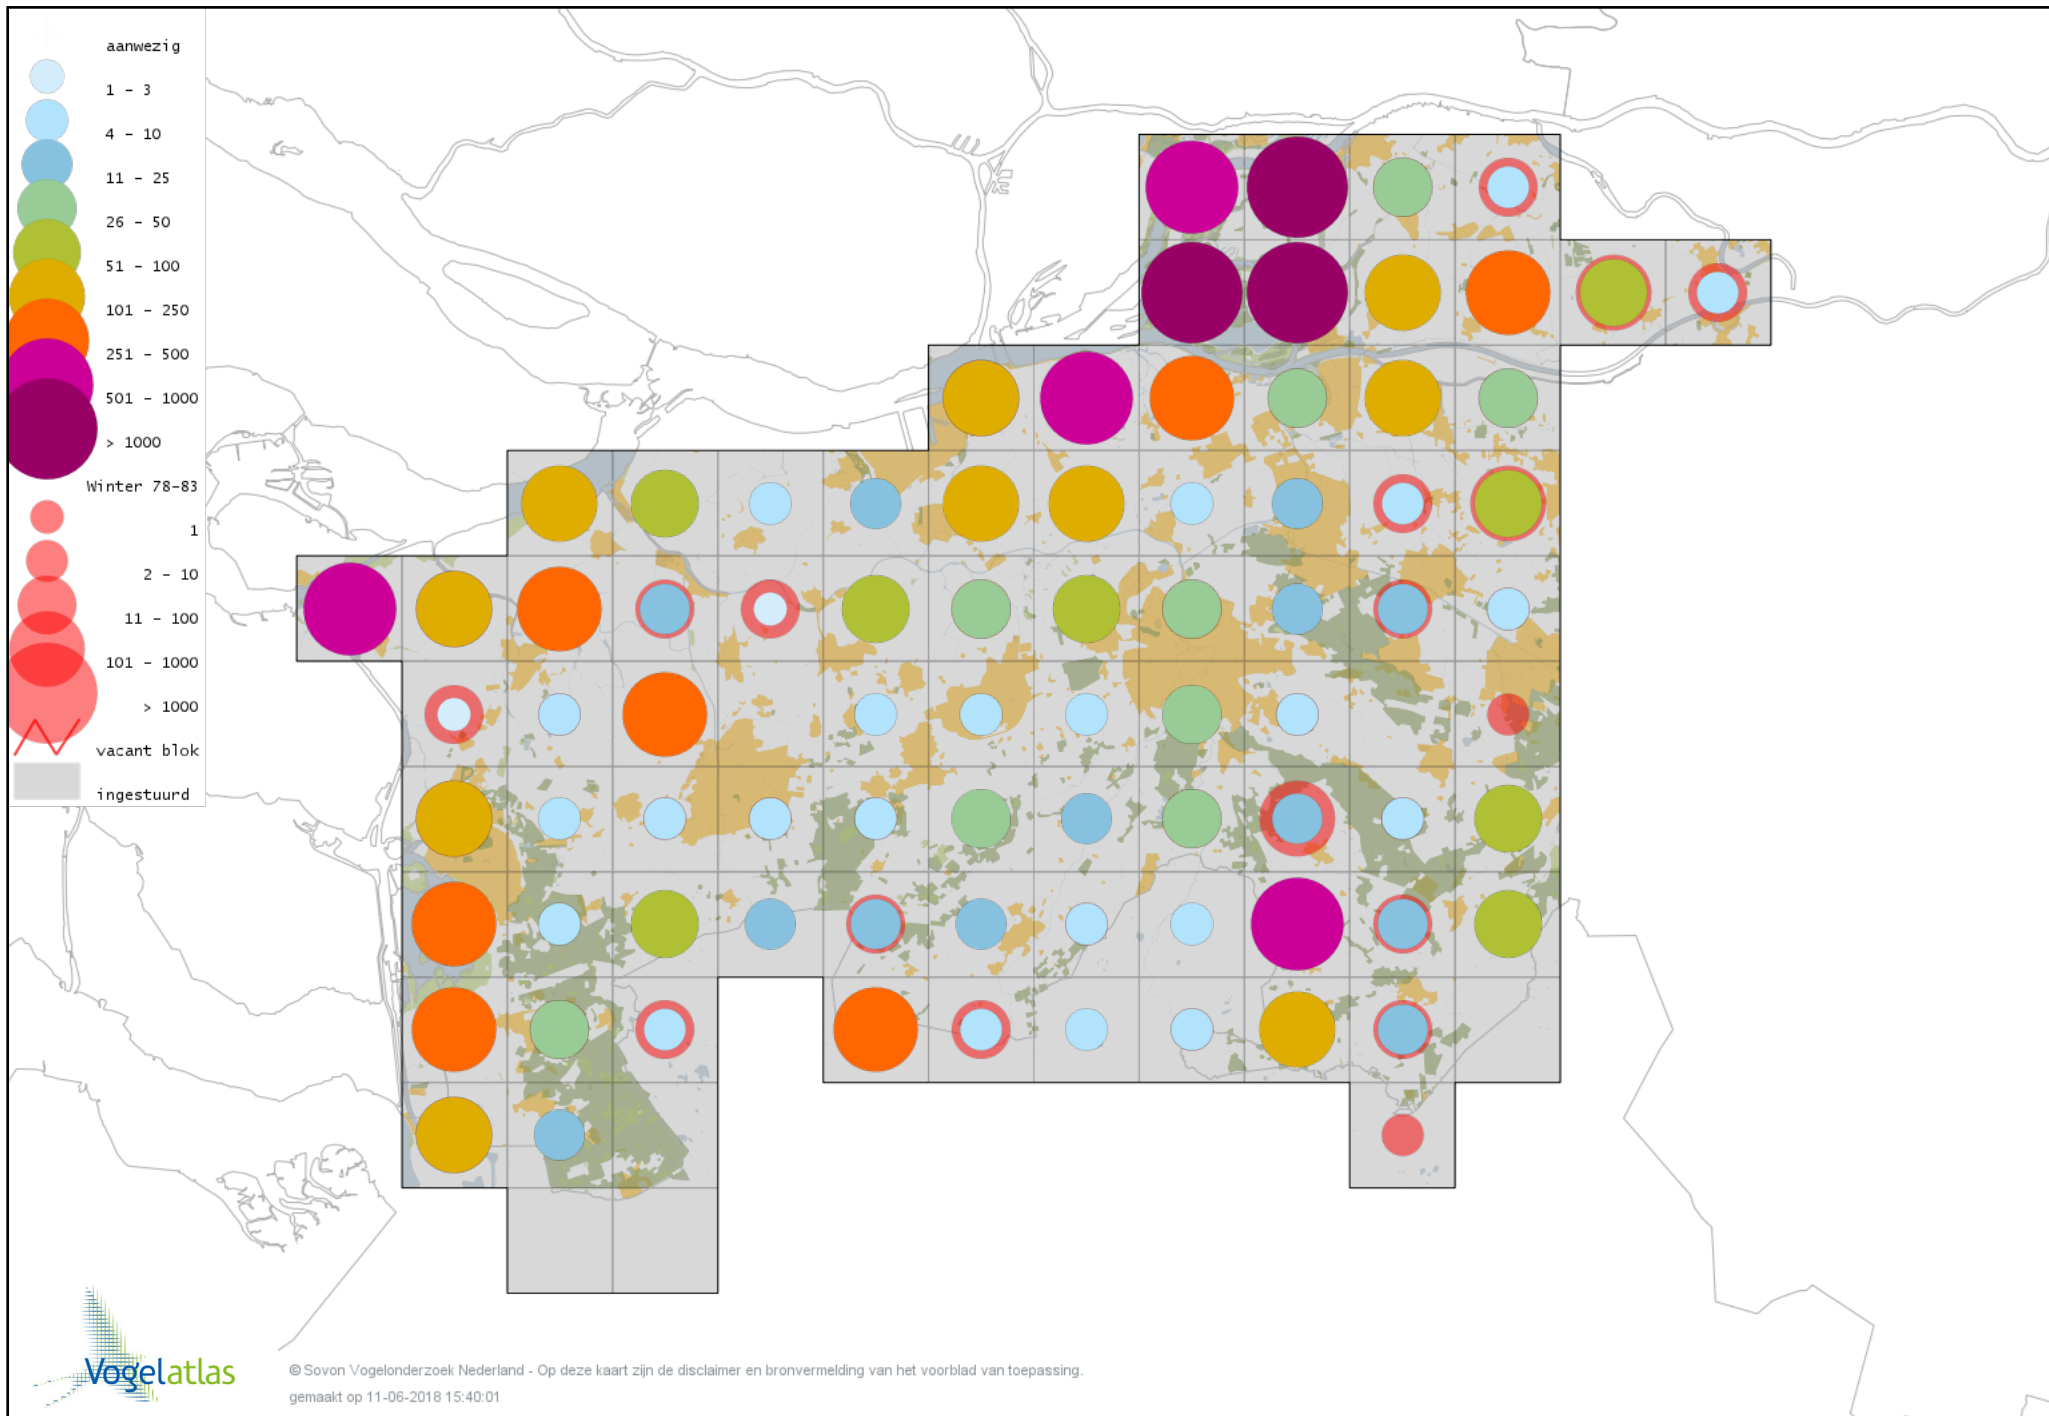 aanwezig
1 - 3
4 - 10
11 - 25
26 - 50
51 - 100
101 - 250
251 - 500
501 - 1000
> 1000
Winter 78-83
1
2 - 10
11 - 100
101 - 1000
> 1000
vacant blok
ingestuurd
Vogelatlas
© Sovon Vogelonderzoek Nederland - Op deze kaart zijn de disclaimer en bronvermelding van het voorblad van toepassing.
gemaakt op 11-06-2018 15:40:01